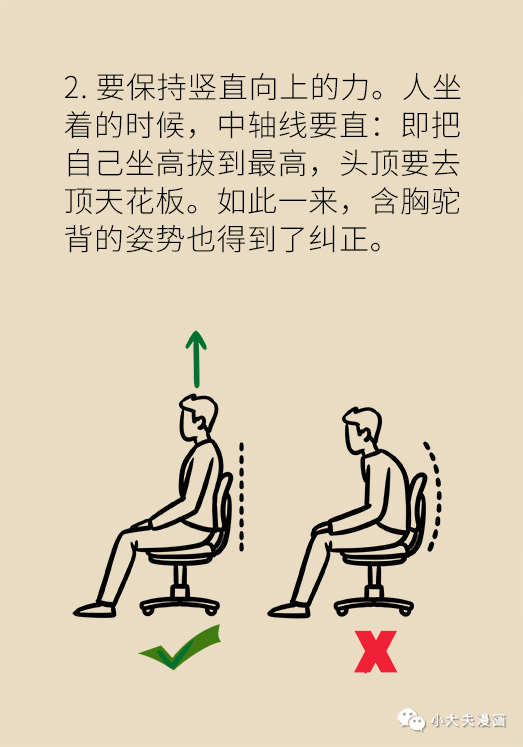 2. 要保持竖直向上的力。人坐
着的时候，中轴线要直：即把
自己坐高拔到最高，头顶要去
顶天花板。如此一来，含胸驼
背的姿势也得到了纠正。
小大夫漫画